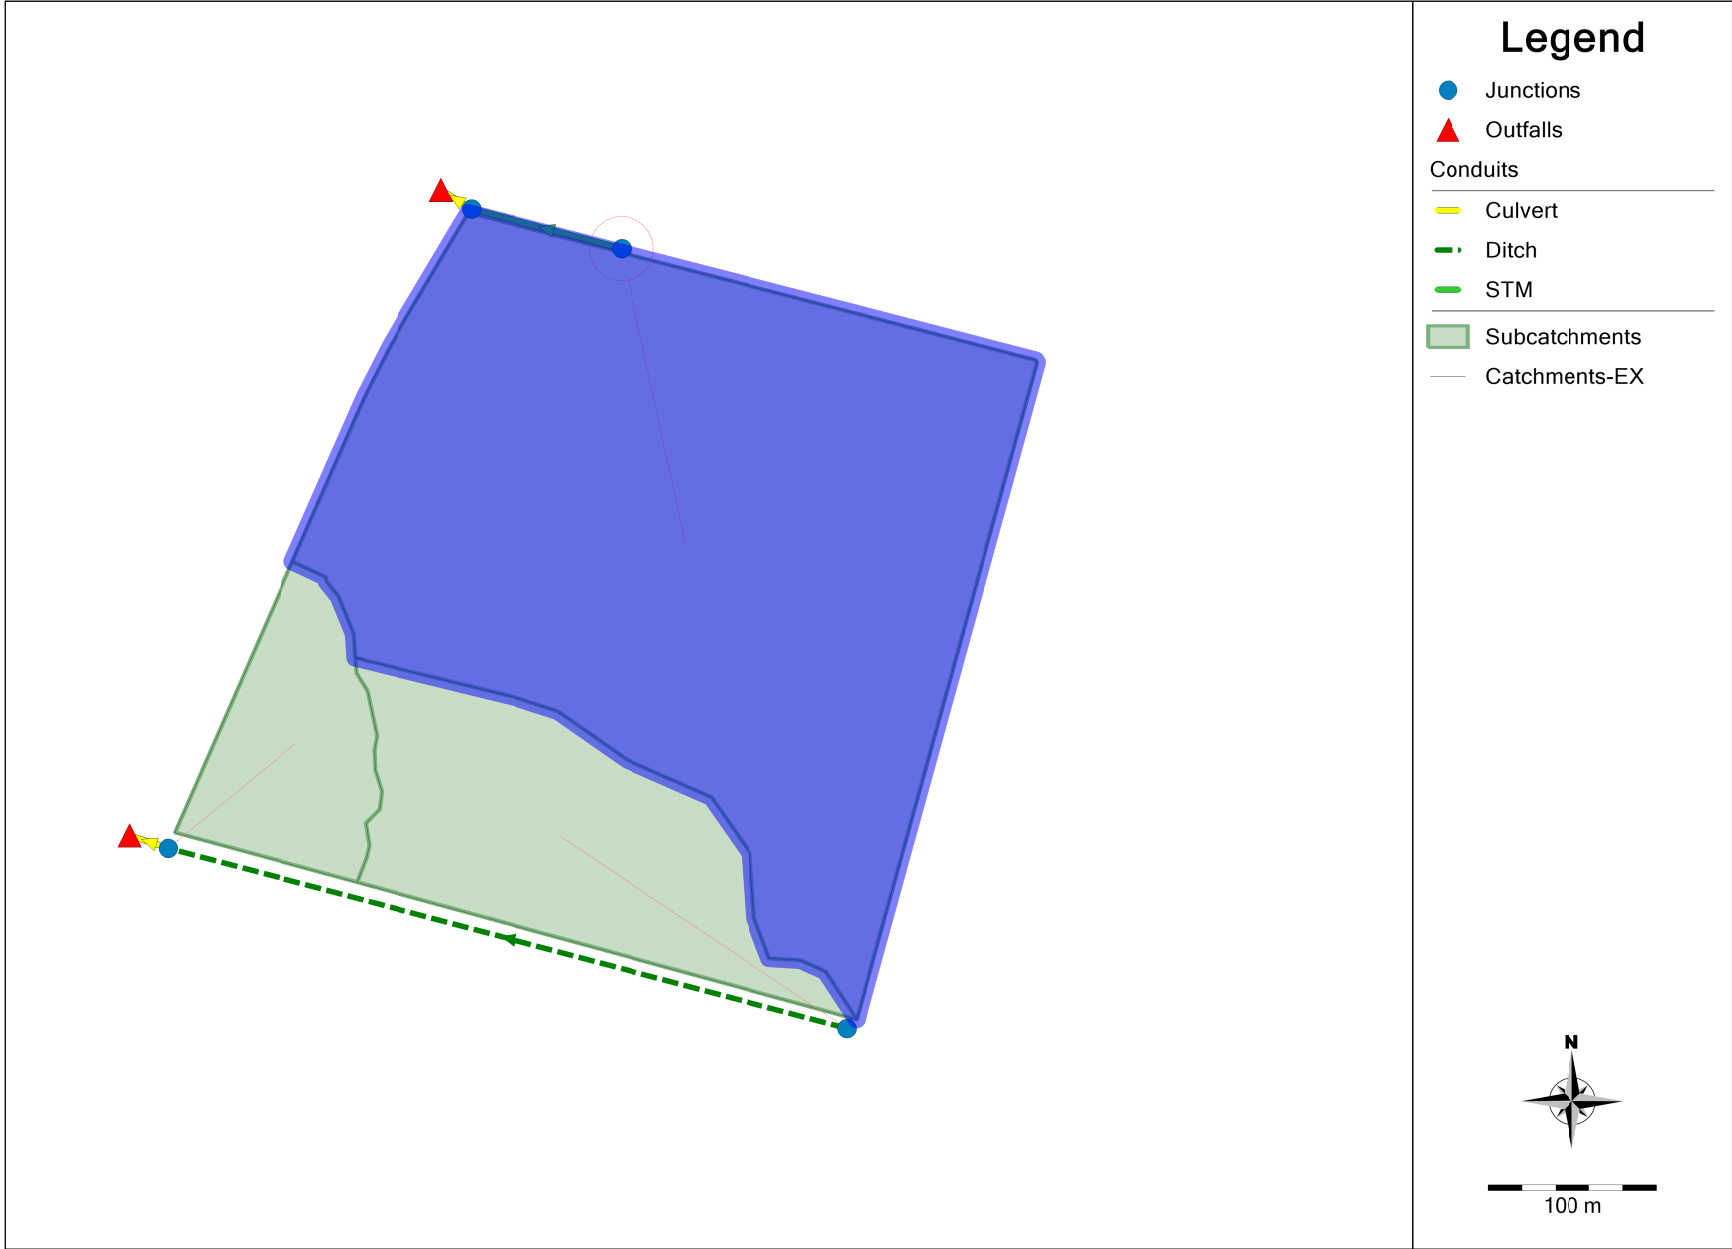 Legend
Junctions
Outfalls
Conduits
Culvert
Ditch
STM
Subcatchments
Catchments-EX
N
100 m